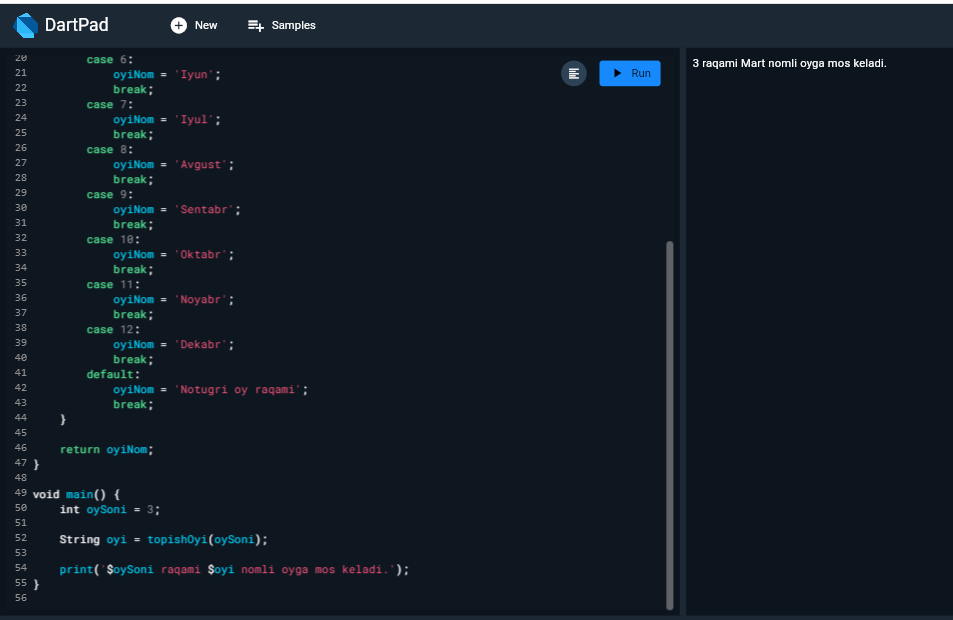 DartPad
New
Samples
20 case 6:
21 oyiNom = 'Iyun';
22 break;
23 case 7:
24 oyiNom = 'Iyul';
25 break;
26 case 8:
27 oyiNom = 'Avgust';
28 break;
29 case 9:
30 oyiNom = 'Sentabr';
31 break;
32 case 10:
33 oyiNom = 'Oktabr';
34 break;
35 case 11:
36 oyiNom = 'Noyabr';
37 break;
38 case 12:
39 oyiNom = 'Dekabr';
40 break;
41 default:
42 oyiNom = 'Notugri oy raqami';
43 break;
44 }
45
46 return oyiNom;
47 }
48
49 void main() {
50 int oySoni = 3;
51
52 String oyi = topishOyi(oySoni);
53
54 print('$oySoni raqami $oyi nomli oyga mos keladi.');
55 }
56
Run
3 raqami Mart nomli oyga mos keladi.